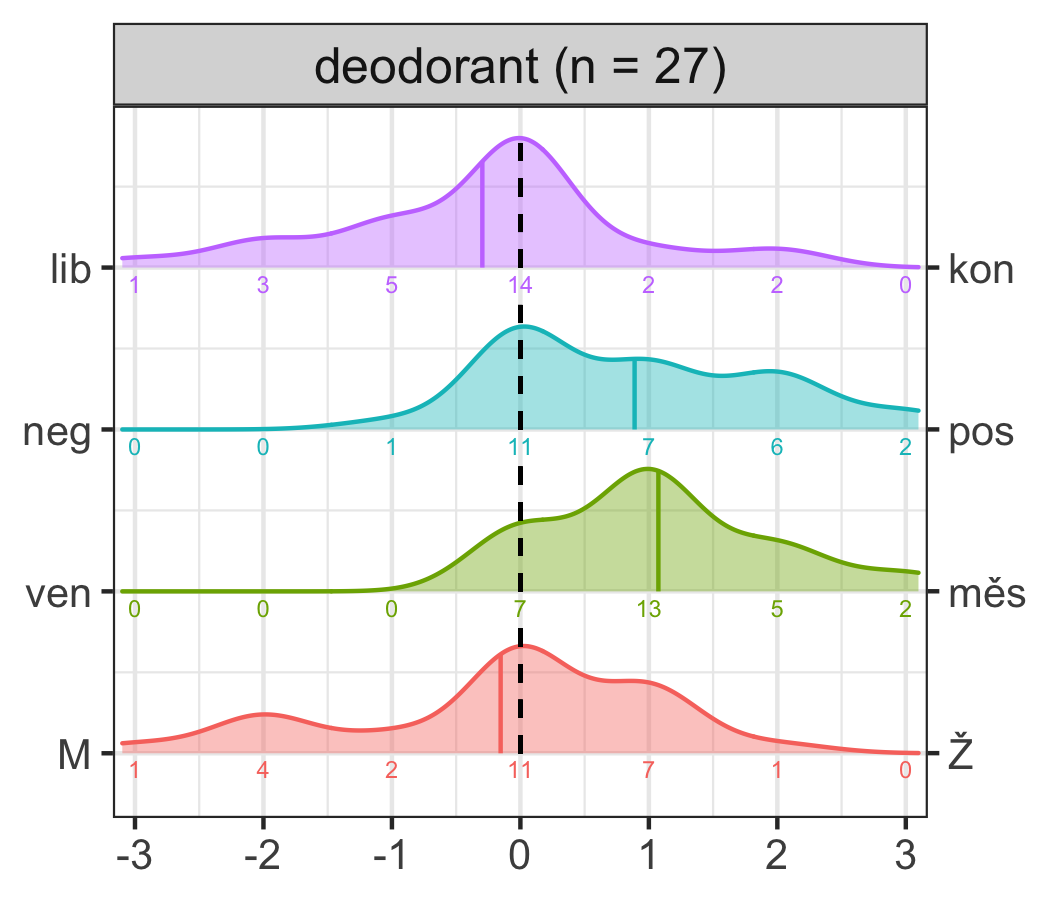 deodorant (n = 27)
lib kon
1 3 5 14 2 2 0
neg pos
0 0 1 11 7 6 2
ven měs
0 0 0 7 13 5 2
M Ž
1 4 2 11 7 1 0
-3 -2 -1 0 1 2 3